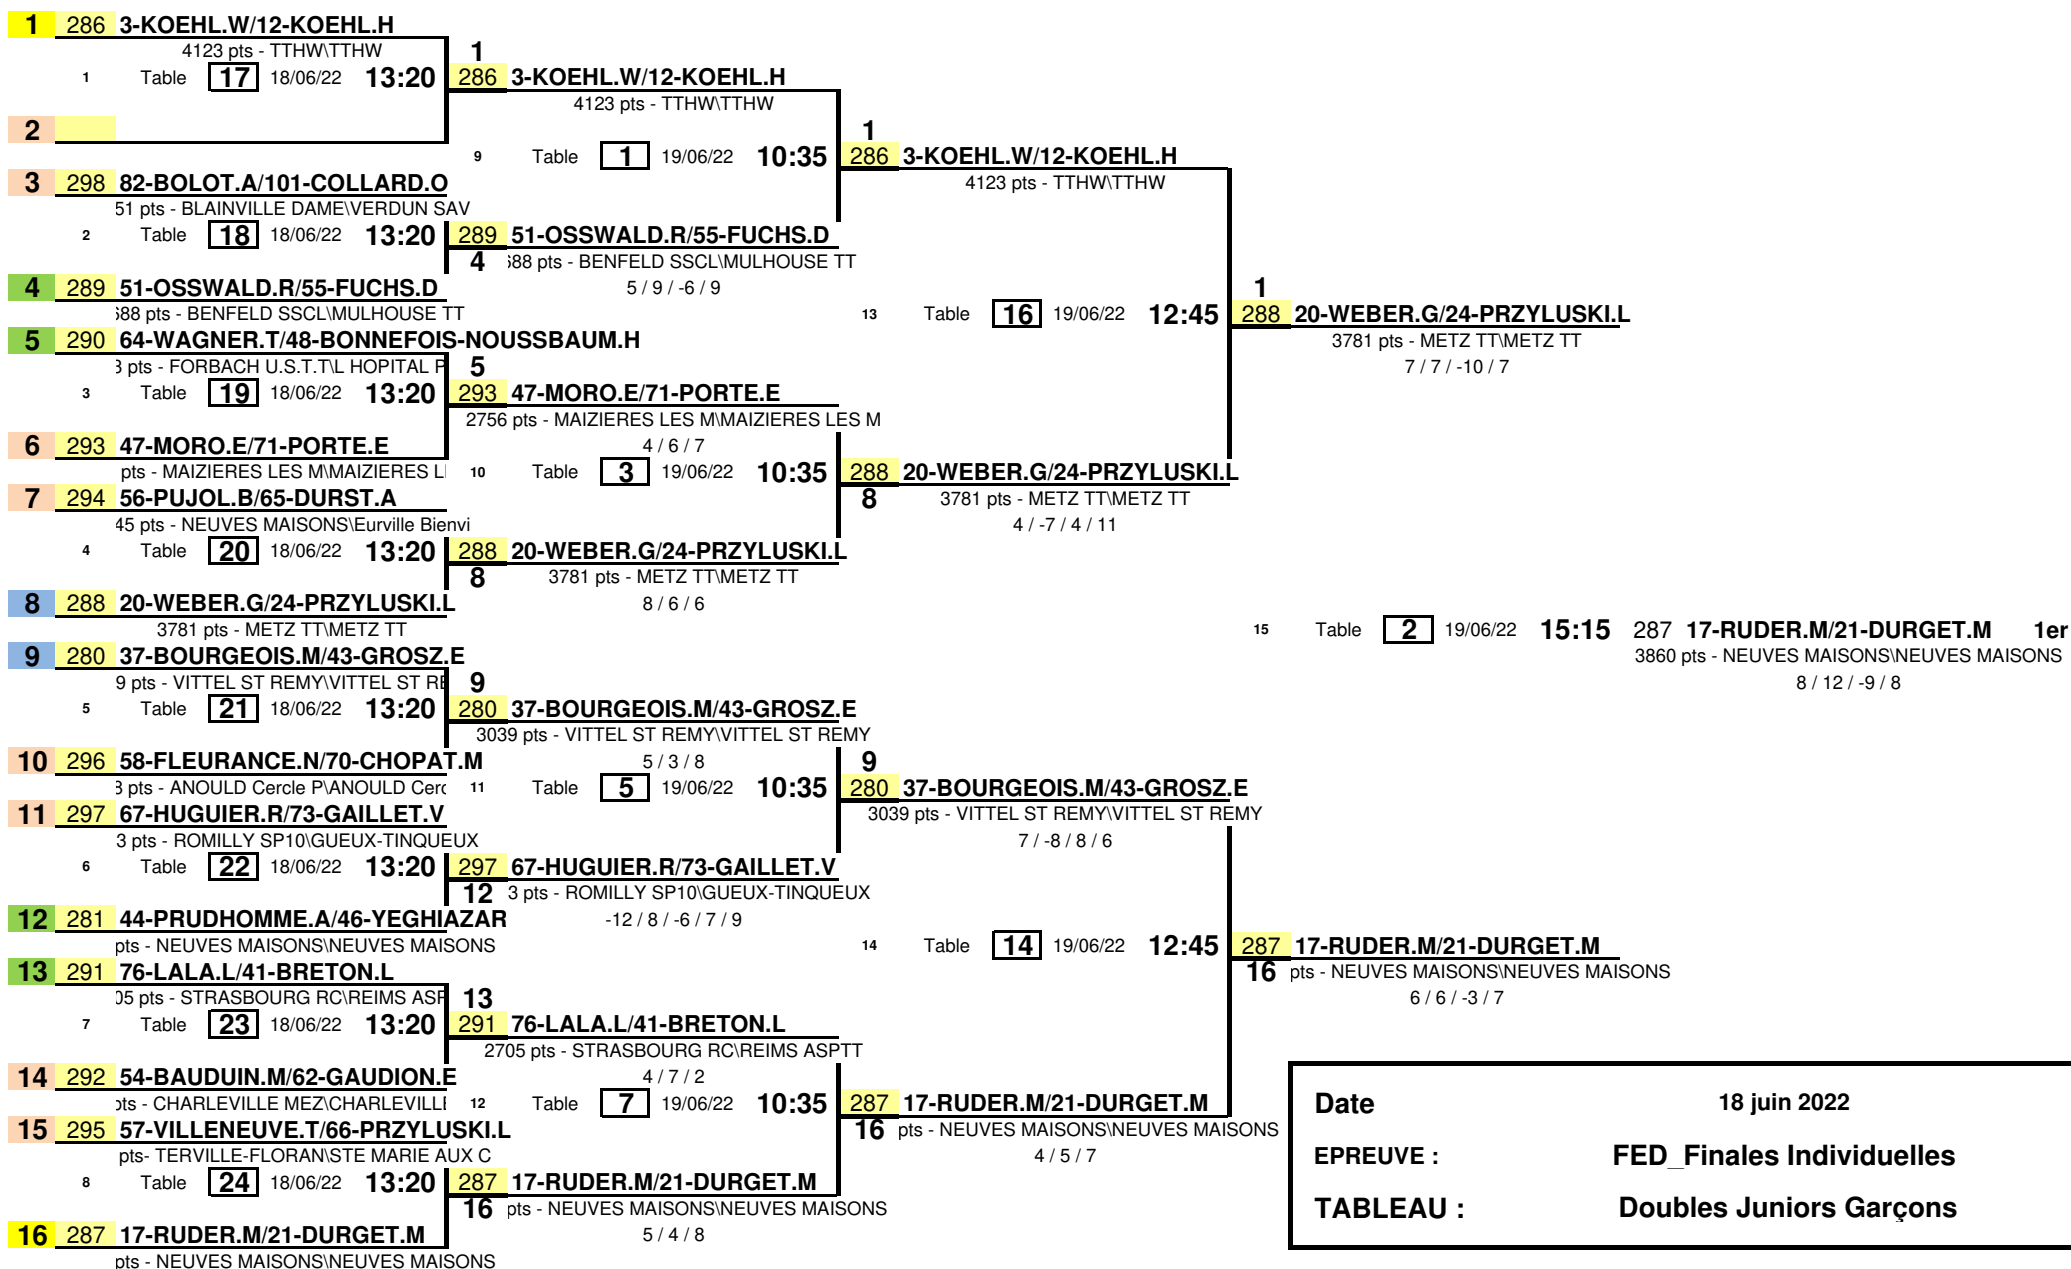 1 286 3-KOEHL.W/12-KOEHL.H
4123 pts - TTHW\TTHW
1 Table 17 18/06/22 13:20
2
3 298 82-BOLOT.A/101-COLLARD.O
51 pts - BLAINVILLE DAME\VERDUN SAV
2 Table 18 18/06/22 13:20
4 289 51-OSSWALD.R/55-FUCHS.D
388 pts - BENFELD SSCL\MULHOUSE TT
5 290 64-WAGNER.T/48-BONNEFOIS-NOUSSBAUM.H
3 pts - FORBACH U.S.T.T\L HOPITAL P
3 Table 19 18/06/22 13:20
6 293 47-MORO.E/71-PORTE.E
pts - MAIZIERES LES M\MAIZIERES L
7 294 56-PUJOL.B/65-DURST.A
45 pts - NEUVES MAISONS\Eurville Bienvi
4 Table 20 18/06/22 13:20
8 288 20-WEBER.G/24-PRZYLUSKI.L
3781 pts - METZ TT\METZ TT
9 280 37-BOURGEOIS.M/43-GROSZ.E
9 pts - VITTEL ST REMY\VITTEL ST RE
5 Table 21 18/06/22 13:20
10 296 58-FLEURANCE.N/70-CHOPAT.M
3 pts - ANOULD Cercle P\ANOULD Cerc
11 297 67-HUGUIER.R/73-GAILLET.V
3 pts - ROMILLY SP10\GUEUX-TINQUEUX
6 Table 22 18/06/22 13:20
12 281 44-PRUDHOMME.A/46-YEGHIAZAR
pts - NEUVES MAISONS\NEUVES MAISONS
13 291 76-LALA.L/41-BRETON.L
05 pts - STRASBOURG RC\REIMS ASP
7 Table 23 18/06/22 13:20
14 292 54-BAUDUIN.M/62-GAUDION.E
pts - CHARLEVILLE MEZ\CHARLEVILLE
15 295 57-VILLENEUVE.T/66-PRZYLUSKI.L
pts- TERVILLE-FLORAN\STE MARIE AUX C
8 Table 24 18/06/22 13:20
16 287 17-RUDER.M/21-DURGET.M
pts - NEUVES MAISONS\NEUVES MAISONS
1
286 3-KOEHL.W/12-KOEHL.H
4123 pts - TTHW\TTHW
9 Table 1 19/06/22 10:35
289 51-OSSWALD.R/55-FUCHS.D
4 388 pts - BENFELD SSCL\MULHOUSE TT
5 / 9 / -6 / 9
5
293 47-MORO.E/71-PORTE.E
2756 pts - MAIZIERES LES M\MAIZIERES LES M
4 / 6 / 7
10 Table 3 19/06/22 10:35
288 20-WEBER.G/24-PRZYLUSKI.L
8 3781 pts - METZ TT\METZ TT
8 / 6 / 6
9
280 37-BOURGEOIS.M/43-GROSZ.E
3039 pts - VITTEL ST REMY\VITTEL ST REMY
5 / 3 / 8
11 Table 5 19/06/22 10:35
297 67-HUGUIER.R/73-GAILLET.V
12 3 pts - ROMILLY SP10\GUEUX-TINQUEUX
-12 / 8 / -6 / 7 / 9
13
291 76-LALA.L/41-BRETON.L
2705 pts - STRASBOURG RC\REIMS ASPTT
4 / 7 / 2
12 Table 7 19/06/22 10:35
287 17-RUDER.M/21-DURGET.M
16 pts - NEUVES MAISONS\NEUVES MAISONS
5 / 4 / 8
1
286 3-KOEHL.W/12-KOEHL.H
4123 pts - TTHW\TTHW
13 Table 16 19/06/22 12:45
288 20-WEBER.G/24-PRZYLUSKI.L
8 3781 pts - METZ TT\METZ TT
4 / -7 / 4 / 11
9
280 37-BOURGEOIS.M/43-GROSZ.E
3039 pts - VITTEL ST REMY\VITTEL ST REMY
7 / -8 / 8 / 6
14 Table 14 19/06/22 12:45
287 17-RUDER.M/21-DURGET.M
16 pts - NEUVES MAISONS\NEUVES MAISONS
4 / 5 / 7
1
288 20-WEBER.G/24-PRZYLUSKI.L
3781 pts - METZ TT\METZ TT
7 / 7 / -10 / 7
15 Table 2 19/06/22 15:15
287 17-RUDER.M/21-DURGET.M
16 pts - NEUVES MAISONS\NEUVES MAISONS
6 / 6 / -3 / 7
287 17-RUDER.M/21-DURGET.M 1er
3860 pts - NEUVES MAISONS\NEUVES MAISONS
8 / 12 / -9 / 8
Date 18 juin 2022
EPREUVE : FED_Finales Individuelles
TABLEAU : Doubles Juniors Garçons